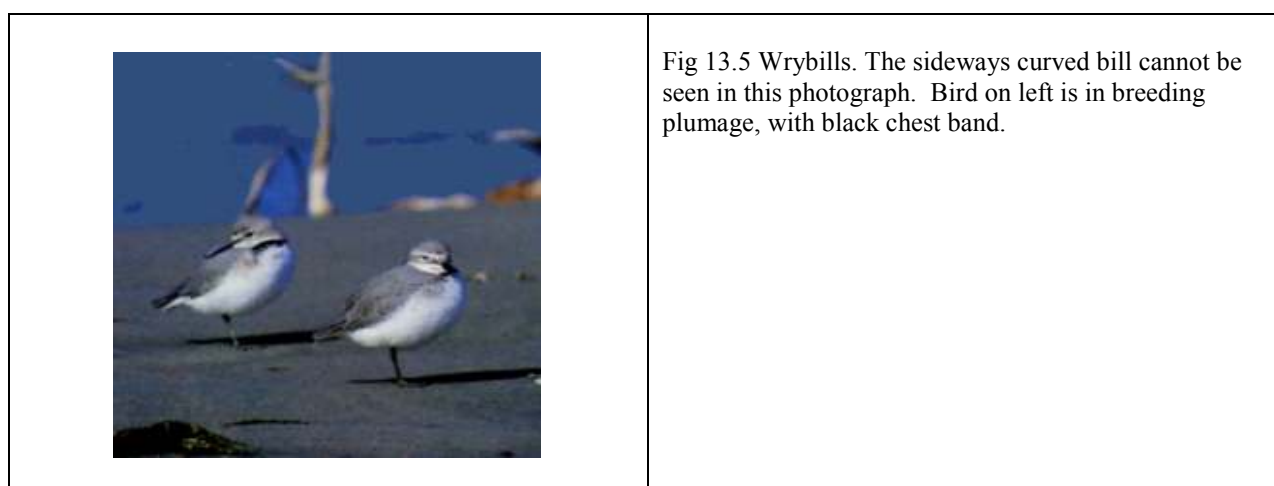 Fig 13.5 Wrybills. The sideways curved bill cannot be
seen in this photograph.  Bird on left is in breeding
plumage, with black chest band.